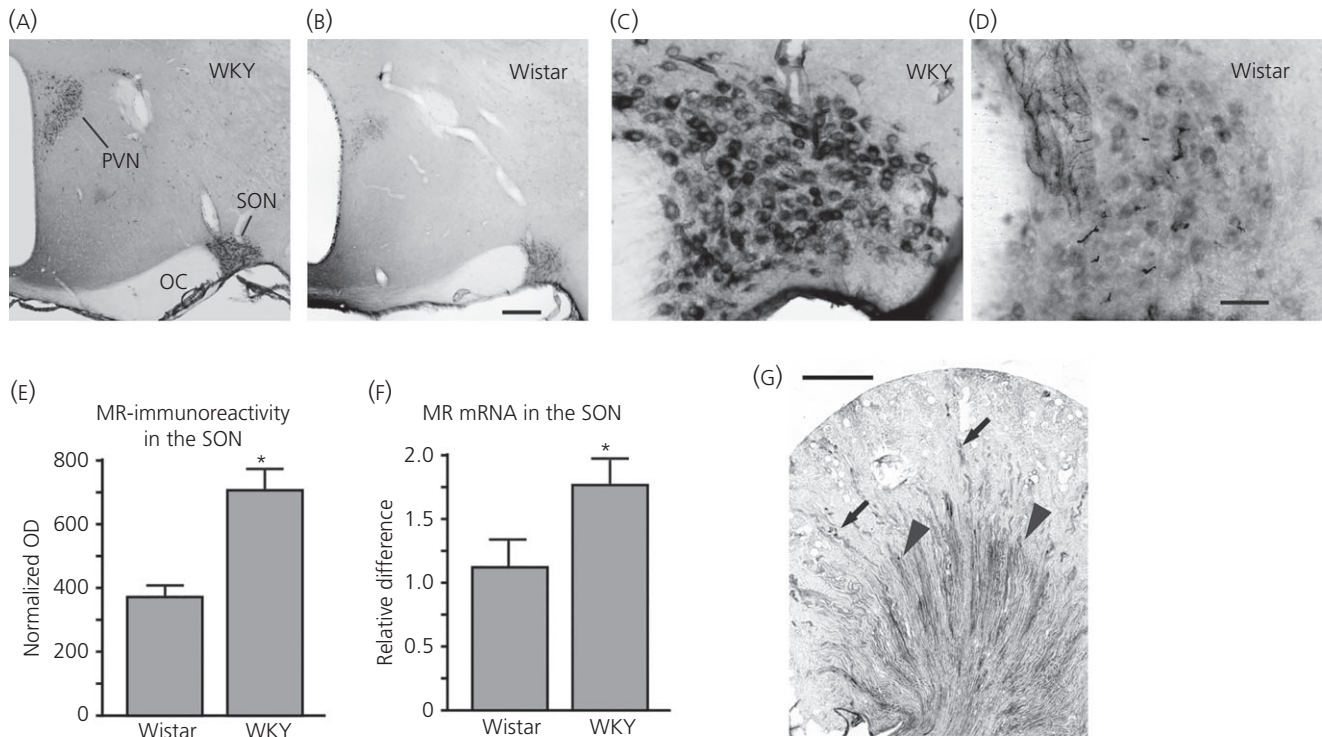 (A)
WKY
PVN
SON
OC
(B)
Wistar
(C)
WKY
(D)
Wistar
(E)
MR-immunoreactivity
in the SON
Normalized OD
800
600
400
200
0
*
Wistar
WKY
(F)
MR mRNA in the SON
Relative difference
2.0
1.5
1.0
0.5
0
*
Wistar
WKY
(G)